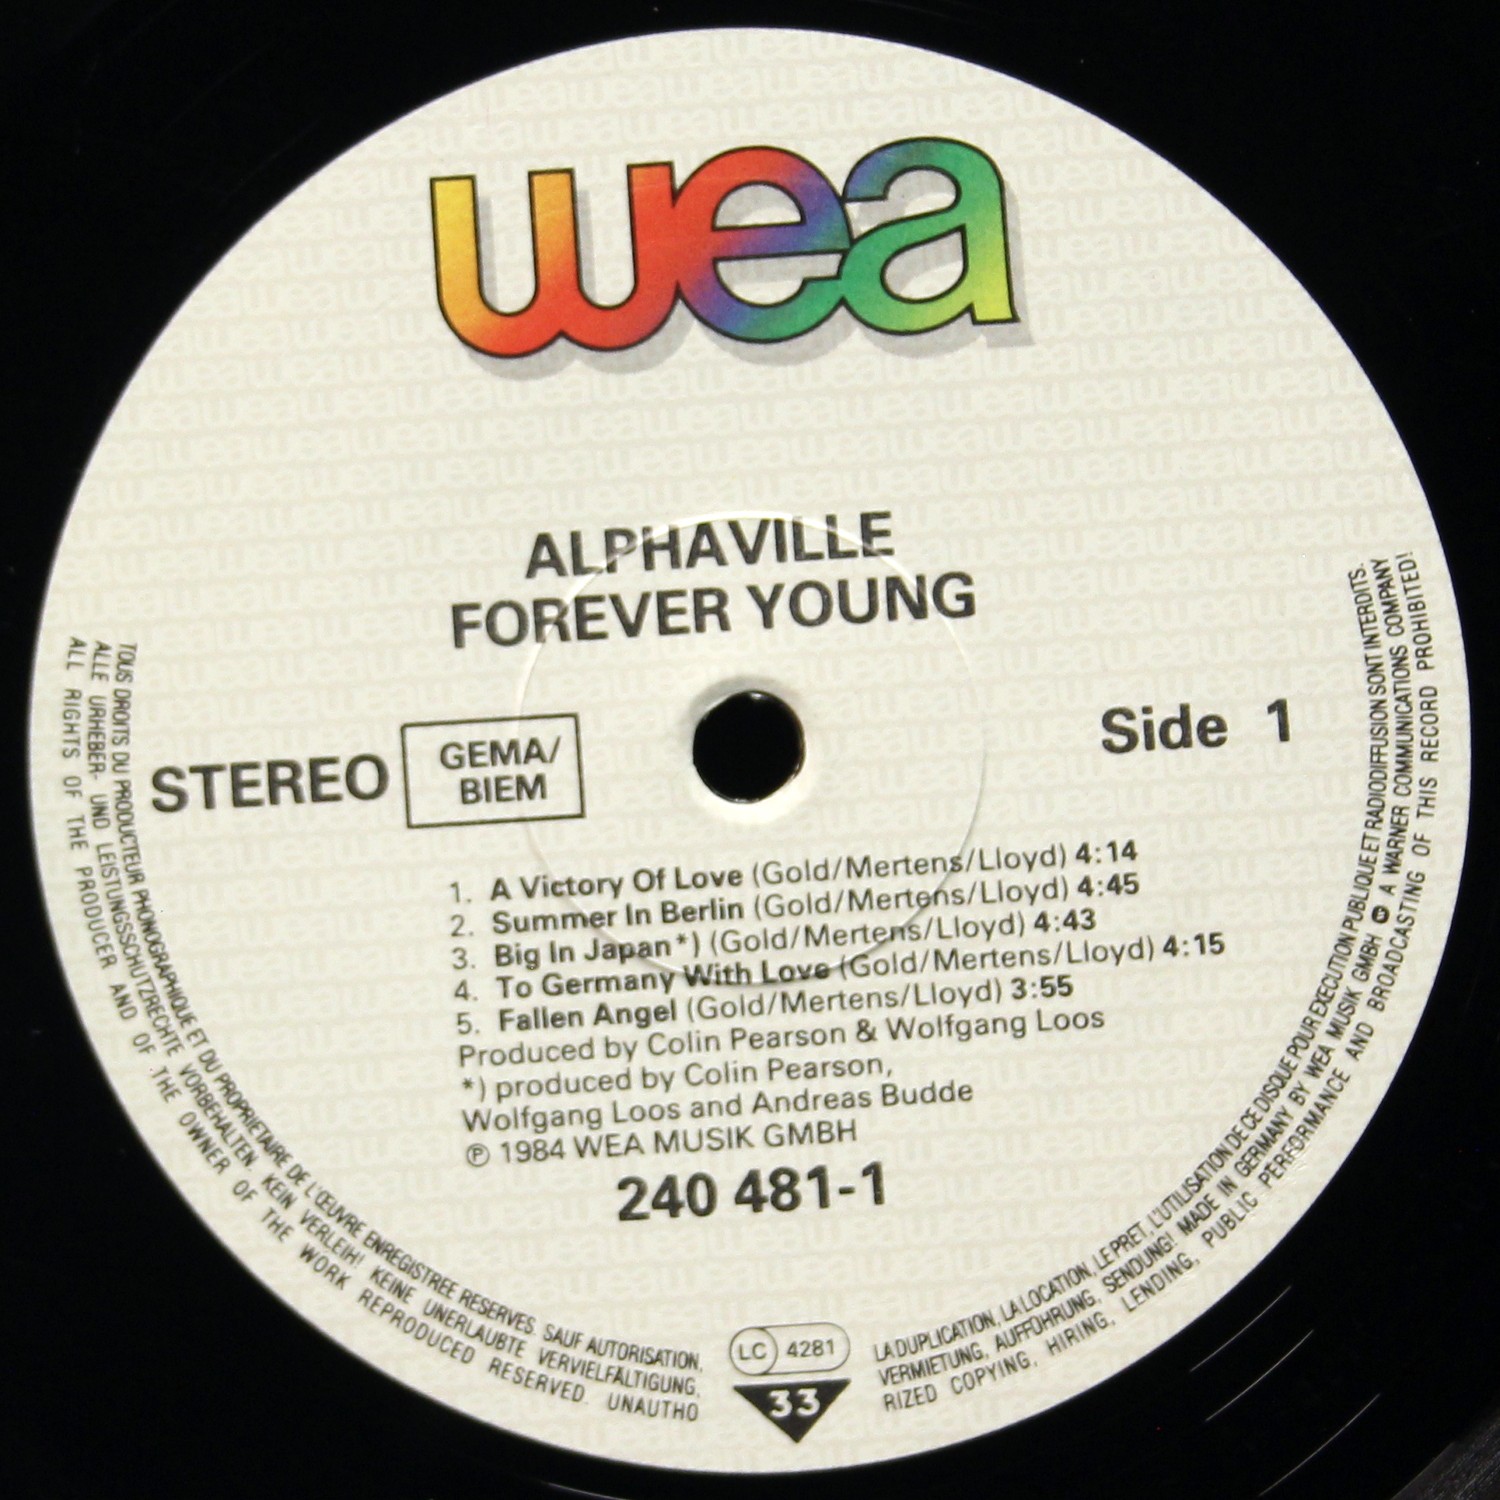 wea
ALPHAVILLE
FOREVER YOUNG
STEREO
GEMA/
BIEM
Side 1
1. A Victory Of Love (Gold/Mertens/Lloyd) 4:14
2. Summer In Berlin (Gold/Mertens/Lloyd) 4:45
3. Big In Japan*) (Gold/Mertens/Lloyd) 4:43
4. To Germany With Love (Gold/Mertens/Lloyd) 4:15
5. Fallen Angel (Gold/Mertens/Lloyd) 3:55
Produced by Colin Pearson & Wolfgang Loos
*) produced by Colin Pearson,
Wolfgang Loos and Andreas Budde
℗ 1984 WEA MUSIK GMBH
240 481-1
LC 4281
33
TOUS DROITS DU PRODUCTEUR PHONOGRAPHIQUE ET DU PROPRIETAIRE DE L'ŒUVRE ENREGISTREE RESERVES. SAUF AUTORISATION, LA DUPLICATION, LA LOCATION, LE PRET, L'UTILISATION DE CE DISQUE POUR EXECUTION PUBLIQUE ET RADIODIFFUSION SONT INTERDITS.
ALLE URHEBER- UND LEISTUNGSSCHUTZRECHTE VORBEHALTEN. KEIN VERLEIH! KEINE UNERLAUBTE VERVIELFÄLTIGUNG, VERMIETUNG, AUFFÜHRUNG, SENDUNG! MADE IN GERMANY BY WEA MUSIK GMBH A WARNER COMMUNICATIONS COMPANY
ALL RIGHTS OF THE PRODUCER AND OF THE OWNER OF THE WORK REPRODUCED RESERVED. UNAUTHORIZED COPYING, HIRING, LENDING, PUBLIC PERFORMANCE AND BROADCASTING OF THIS RECORD PROHIBITED!